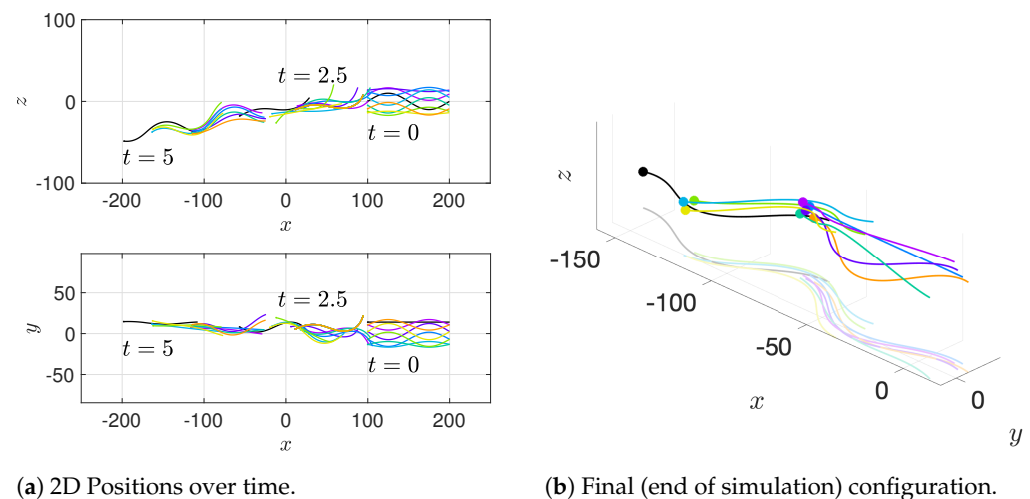 100
z
0
-100
t = 2.5
t = 0
t = 5
-200 -100 0 100 200
x
50
y
0
-50
t = 2.5
t = 5
t = 0
-200 -100 0 100 200
x
z
-150
-100
-50
0
0
x
y
(a) 2D Positions over time.
(b) Final (end of simulation) configuration.